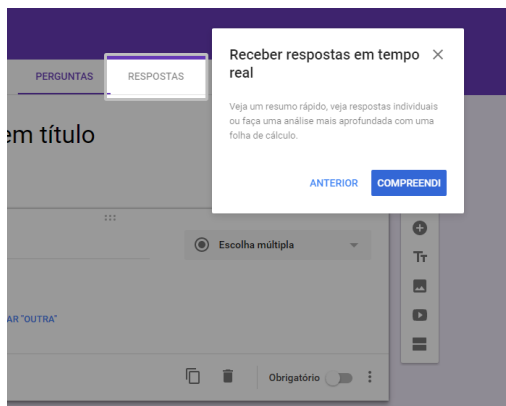 Receber respostas em tempo
real
PERGUNTAS RESPOSTAS
Veja um resumo rápido, veja respostas individuais
ou faça uma análise mais aprofundada com uma
folha de cálculo.
em título
ANTERIOR COMPREENDI
Escolha múltipla
Tт
AR "OUTRA"
Obrigatório